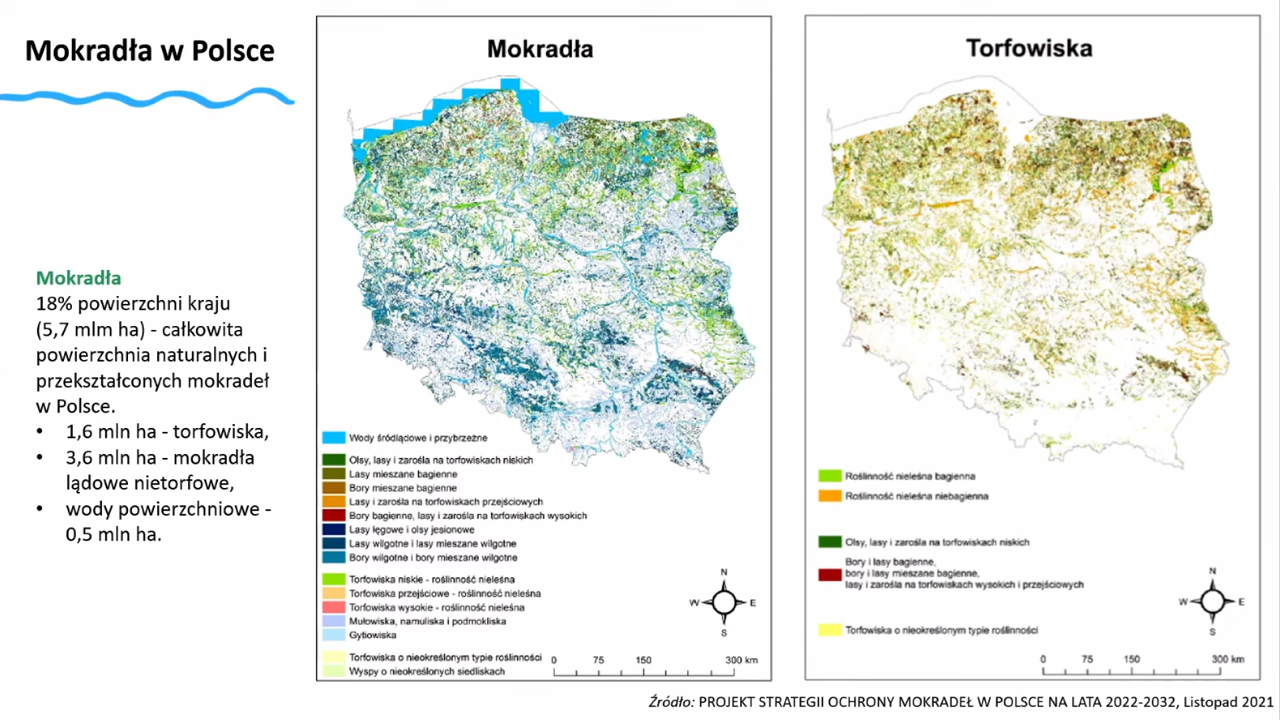 Mokradła w Polsce
Mokradła
18% powierzchni kraju
(5,7 mlm ha) - całkowita
powierzchnia naturalnych i
przekształconych mokradeł
w Polsce.
• 1,6 mln ha - torfowiska,
• 3,6 mln ha - mokradła
lądowe nietorfowe,
• wody powierzchniowe -
0,5 mln ha.
Mokradła
Wody śródlądowe i przybrzeżne
Olsy, lasy i zarośla na torfowiskach niskich
Lasy mieszane bagienne
Bory mieszane bagienne
Lasy i zarośla na torfowiskach przejściowych
Bory bagienne, lasy i zarośla na torfowiskach wysokich
Lasy łęgowe i olsy jesionowe
Lasy wilgotne i lasy mieszane wilgotne
Bory wilgotne i bory mieszane wilgotne
Torfowiska niskie - roślinność nieleśna
Torfowiska przejściowe - roślinność nieleśna
Torfowiska wysokie - roślinność nieleśna
Mułowiska, namuliska i podmokliska
Gytiowiska
Torfowiska o nieokreślonym typie roślinności
Wyspy o nieokreślonych siedliskach
N
W E
S
0 75 150 300 km
Torfowiska
Roślinność nieleśna bagienna
Roślinność nieleśna niebagienna
Olsy, lasy i zarośla na torfowiskach niskich
Bory i lasy bagienne,
bory i lasy mieszane bagienne,
lasy i zarośla na torfowiskach wysokich i przejściowych
Torfowiska o nieokreślonym typie roślinności
N
W E
S
0 75 150 300 km
Źródło: PROJEKT STRATEGII OCHRONY MOKRADEŁ W POLSCE NA LATA 2022-2032, Listopad 2021